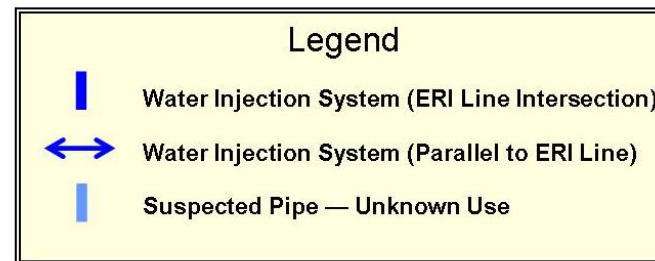 Legend
Water Injection System (ERI Line Intersection)
Water Injection System (Parallel to ERI Line)
Suspected Pipe — Unknown Use